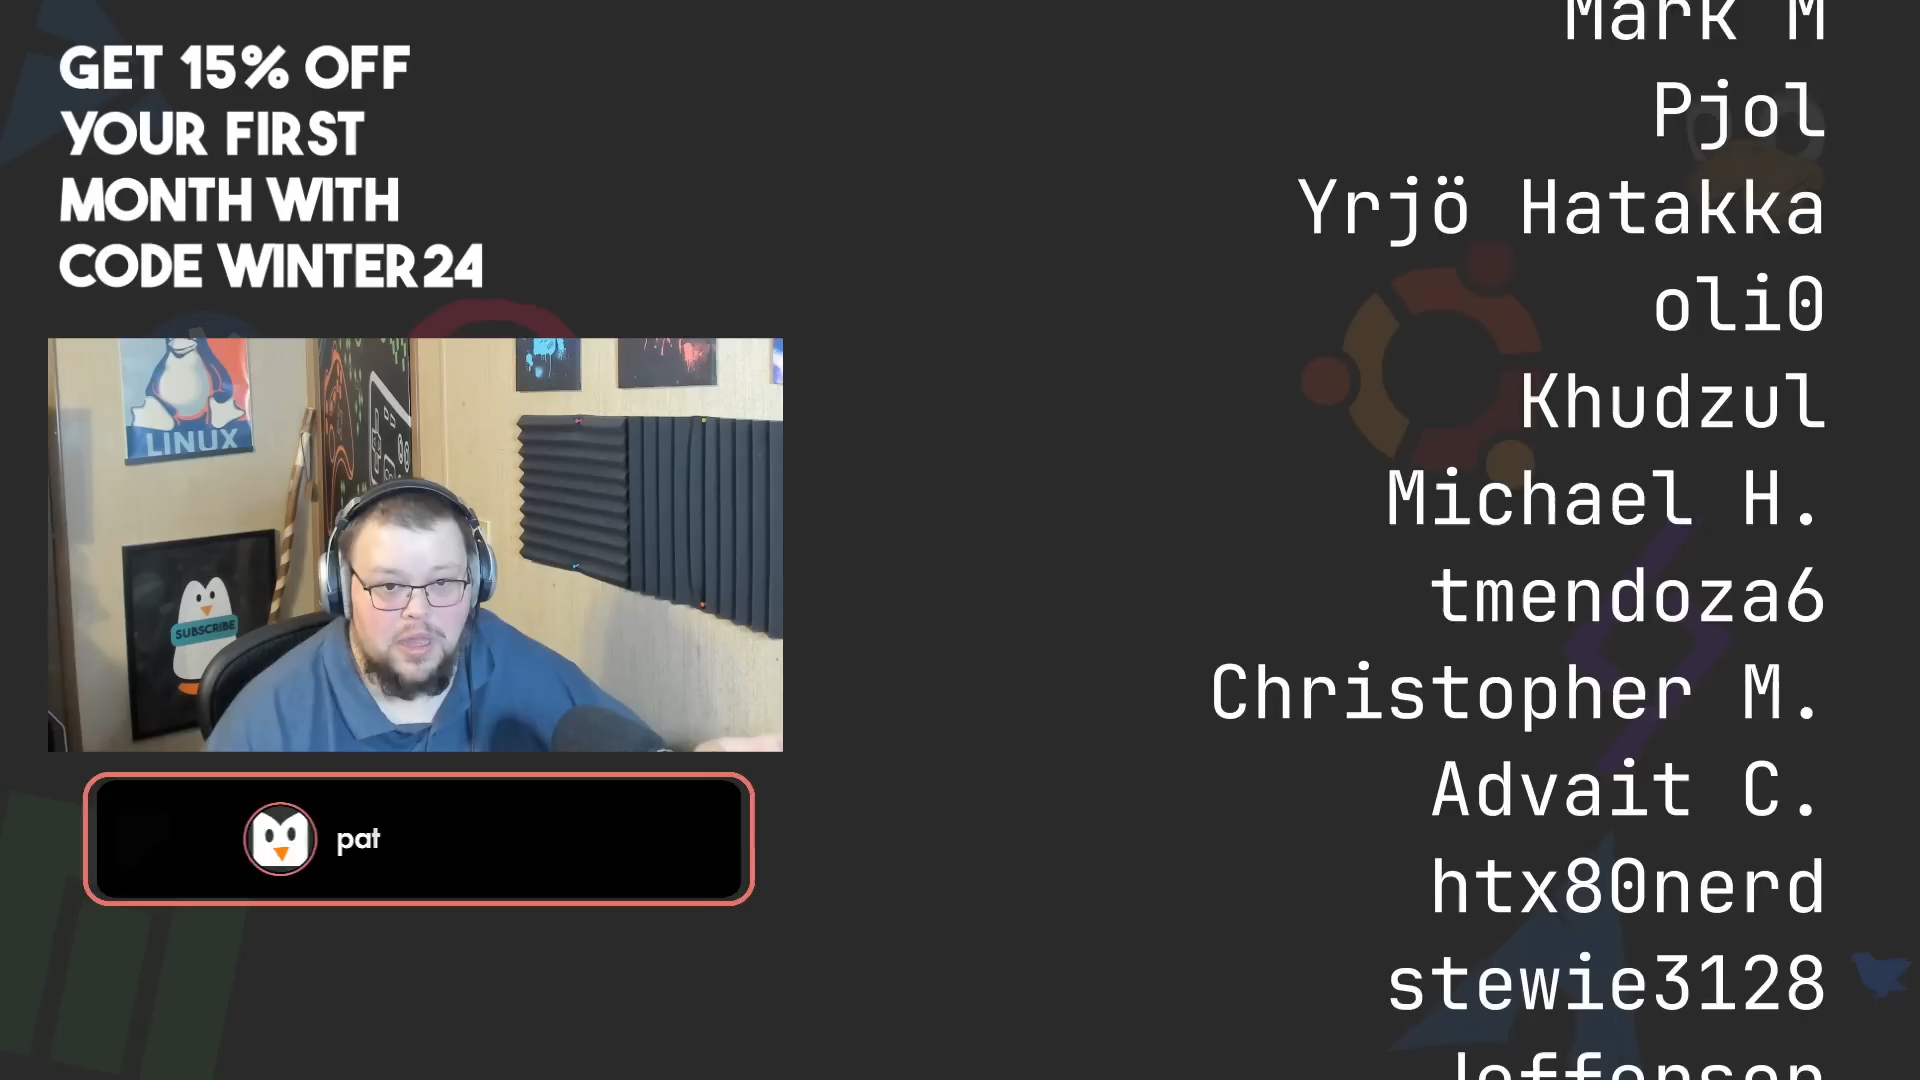 GET 15% OFF
YOUR FIRST
MONTH WITH
CODE WINTER24
LINUX
SUBSCRIBE
pat
Mark M
Pjol
Yrjö Hatakka
oli0
Khudzul
Michael H.
tmendoza6
Christopher M.
Advait C.
htx80nerd
stewie3128